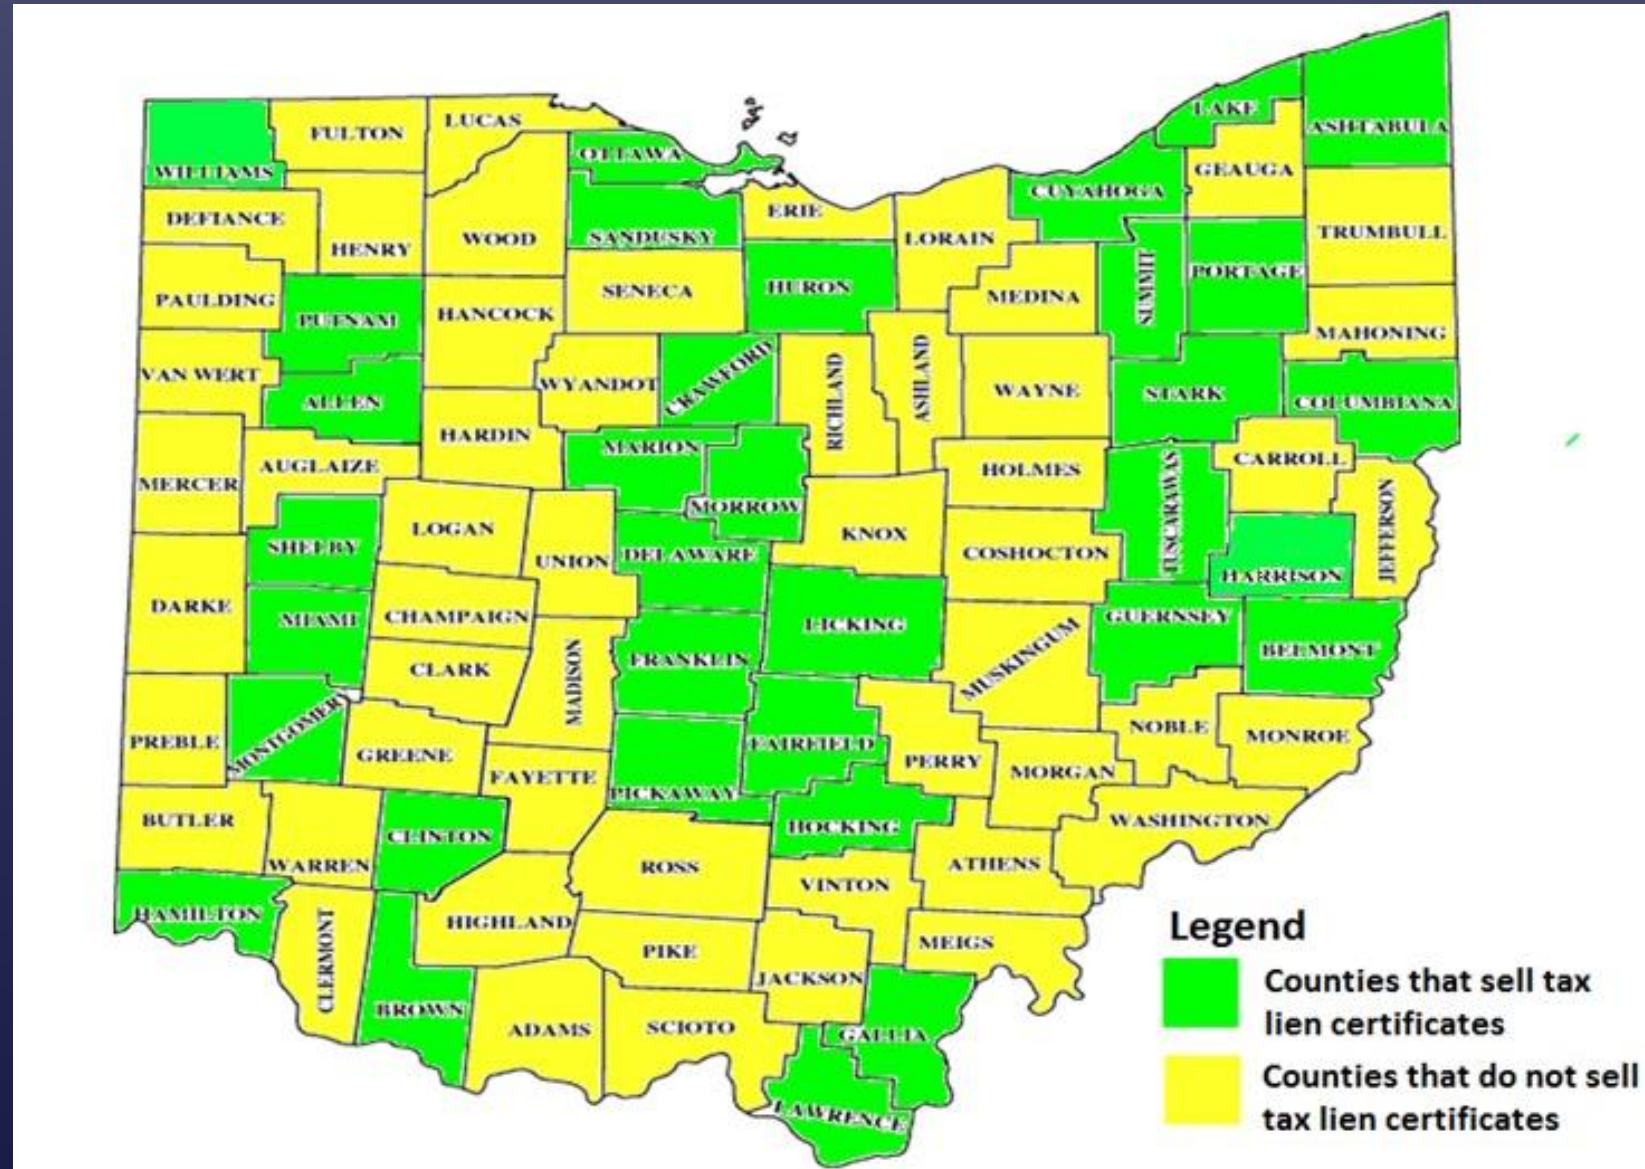 LAKE
ASHTABULA
FULTON
LUCAS
WILLIAMS
OTTAWA
GEAUGA
CUYAHOGA
DEFIANCE
ERIE
HENRY
WOOD
SANDUSKY
LORAIN
TRUMBULL
PAULDING
SENECA
HURON
MEDINA
SUMMIT
PORTAGE
PUTNAM
HANCOCK
MAHONING
VAN WERT
WYANDOT
CRAWFORD
RICHLAND
ASHLAND
WAYNE
STARK
COLUMBIANA
ALLEN
HARDIN
MARION
AUGLAIZE
MERCER
HOLMES
CARROLL
MORROW
TUSCARAWAS
LOGAN
KNOX
JEFFERSON
SHELBY
UNION
DELAWARE
COSHOCTON
HARRISON
DARKE
MIAMI
CHAMPAIGN
LICKING
GUERNSEY
CLARK
MADISON
FRANKLIN
MUSKINGUM
BELMONT
PREBLE
MONTGOMERY
GREENE
FAYETTE
FAIRFIELD
PERRY
NOBLE
MONROE
MORGAN
PICKAWAY
BUTLER
WARREN
CLINTON
HOCKING
WASHINGTON
ROSS
ATHENS
VINTON
HAMILTON
CLERMONT
HIGHLAND
PIKE
JACKSON
MEIGS
BROWN
ADAMS
SCIOTO
GALLIA
LAWRENCE
Legend
Counties that sell tax
lien certificates
Counties that do not sell
tax lien certificates